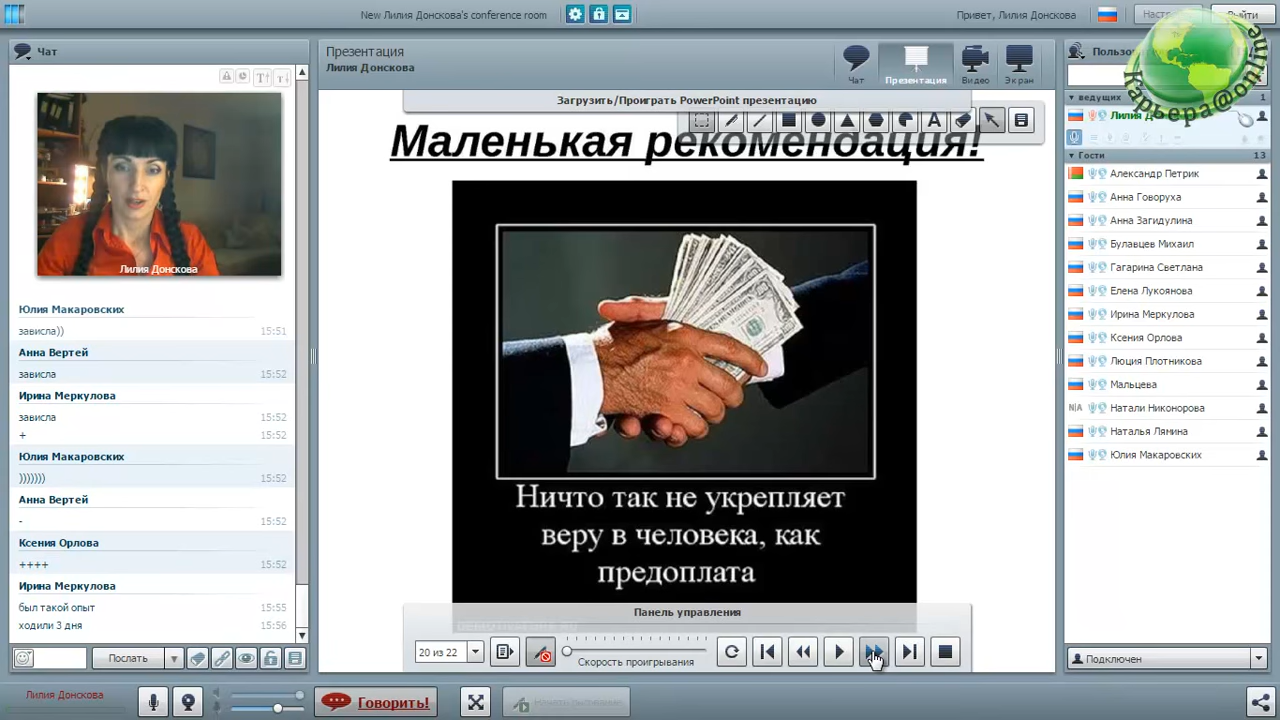 New Лилия Донскова's conference room
Привет, Лилия Донскова
Выйти
Чат
Лилия Донскова
Юлия Макаровских
зависла))
15:51
Анна Вертей
зависла
15:52
Ирина Меркулова
зависла
15:52
+
15:52
Юлия Макаровских
)))))))
15:52
Анна Вертей
-
15:52
Ксения Орлова
++++
15:52
Ирина Меркулова
был такой опыт
15:55
ходили 3 дня
15:56
Послать
Презентация
Лилия Донскова
Чат
Презентация
Видео
Экран
Загрузить/Проиграть PowerPoint презентацию
Маленькая рекомендация!
Ничто так не укрепляет
веру в человека, как
предоплата
Панель управления
20 из 22
Скорость проигрывания
карьера@online
ведущих
1
Гости
13
Александр Петрик
Анна Говоруха
Анна Загидулина
Булавцев Михаил
Гагарина Светлана
Елена Лукоянова
Ирина Меркулова
Ксения Орлова
Люция Плотникова
Мальцева
N/A
Натали Никонорова
Наталья Лямина
Юлия Макаровских
Подключен
Лилия Донскова
Говорить!